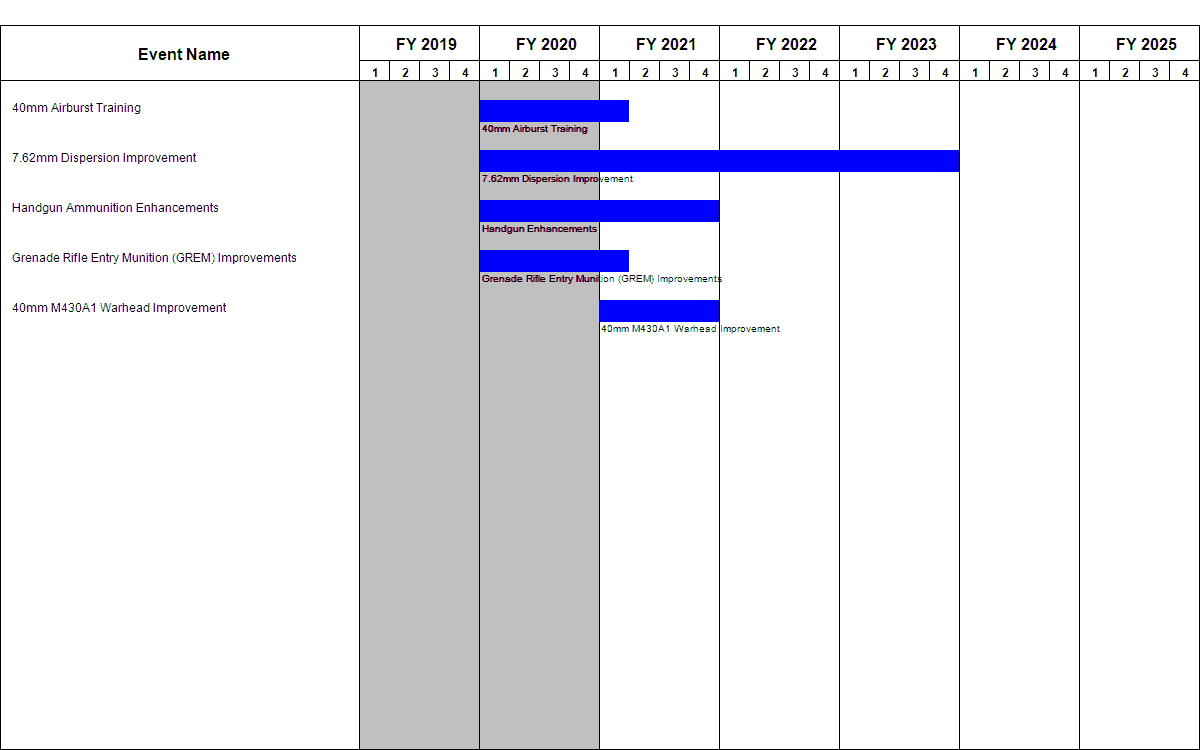 Event Name
FY 2019 FY 2020 FY 2021 FY 2022 FY 2023 FY 2024 FY 2025
1 2 3 4 1 2 3 4 1 2 3 4 1 2 3 4 1 2 3 4 1 2 3 4 1 2 3 4
40mm Airburst Training
40mm Airburst Training
7.62mm Dispersion Improvement
7.62mm Dispersion Improvement
Handgun Ammunition Enhancements
Handgun Enhancements
Grenade Rifle Entry Munition (GREM) Improvements
Grenade Rifle Entry Munition (GREM) Improvements
40mm M430A1 Warhead Improvement
40mm M430A1 Warhead Improvement